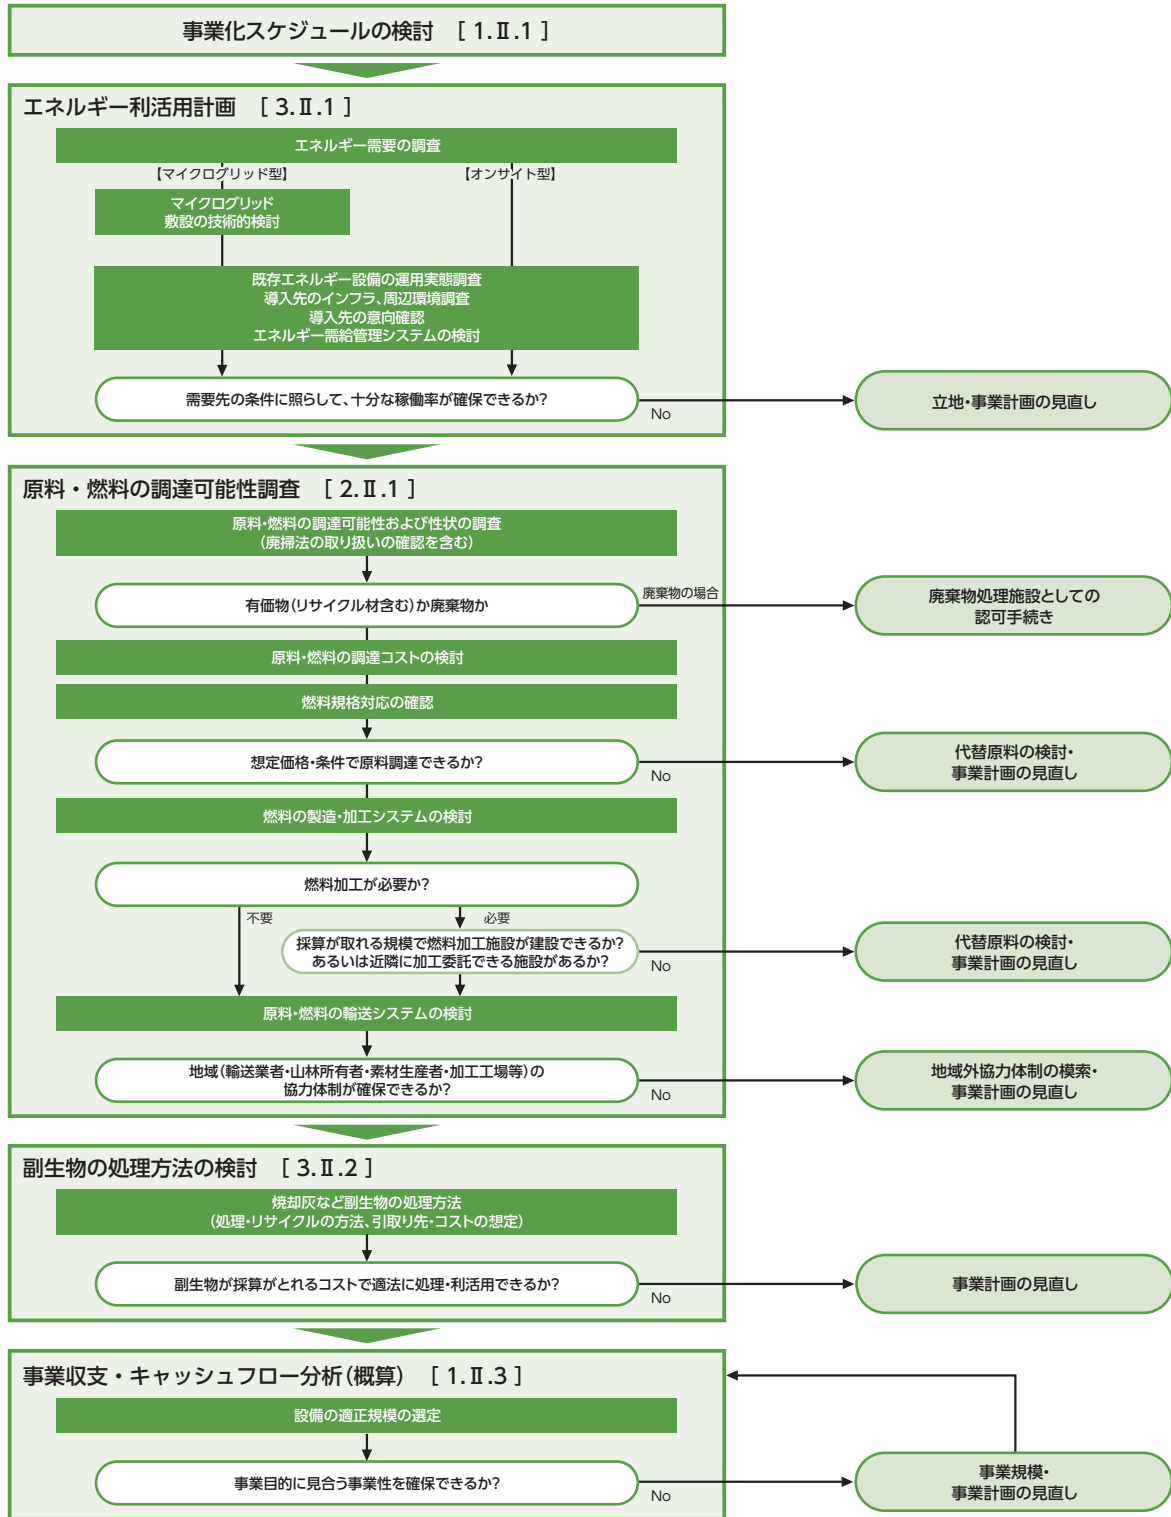 事業化スケジュールの検討 [ 1.Ⅱ.1 ]
エネルギー利活用計画 [ 3.Ⅱ.1 ]
エネルギー需要の調査
【マイクログリッド型】
【オンサイト型】
マイクログリッド
敷設の技術的検討
既存エネルギー設備の運用実態調査
導入先のインフラ、周辺環境調査
導入先の意向確認
エネルギー需給管理システムの検討
需要先の条件に照らして、十分な稼働率が確保できるか?
No
立地・事業計画の見直し
原料・燃料の調達可能性調査 [ 2.Ⅱ.1 ]
原料・燃料の調達可能性および性状の調査
(廃掃法の取り扱いの確認を含む)
有価物(リサイクル材含む)か廃棄物か
廃棄物の場合
廃棄物処理施設としての
認可手続き
原料・燃料の調達コストの検討
燃料規格対応の確認
想定価格・条件で原料調達できるか?
No
代替原料の検討・
事業計画の見直し
燃料の製造・加工システムの検討
燃料加工が必要か?
不要
必要
採算が取れる規模で燃料加工施設が建設できるか?
あるいは近隣に加工委託できる施設があるか?
No
代替原料の検討・
事業計画の見直し
原料・燃料の輸送システムの検討
地域(輸送業者・山林所有者・素材生産者・加工工場等)の
協力体制が確保できるか?
No
地域外協力体制の模索・
事業計画の見直し
副生物の処理方法の検討 [ 3.Ⅱ.2 ]
焼却灰など副生物の処理方法
(処理・リサイクルの方法、引取り先・コストの想定)
副生物が採算がとれるコストで適法に処理・利活用できるか?
No
事業計画の見直し
事業収支・キャッシュフロー分析(概算) [ 1.Ⅱ.3 ]
設備の適正規模の選定
事業目的に見合う事業性を確保できるか?
No
事業規模・
事業計画の見直し